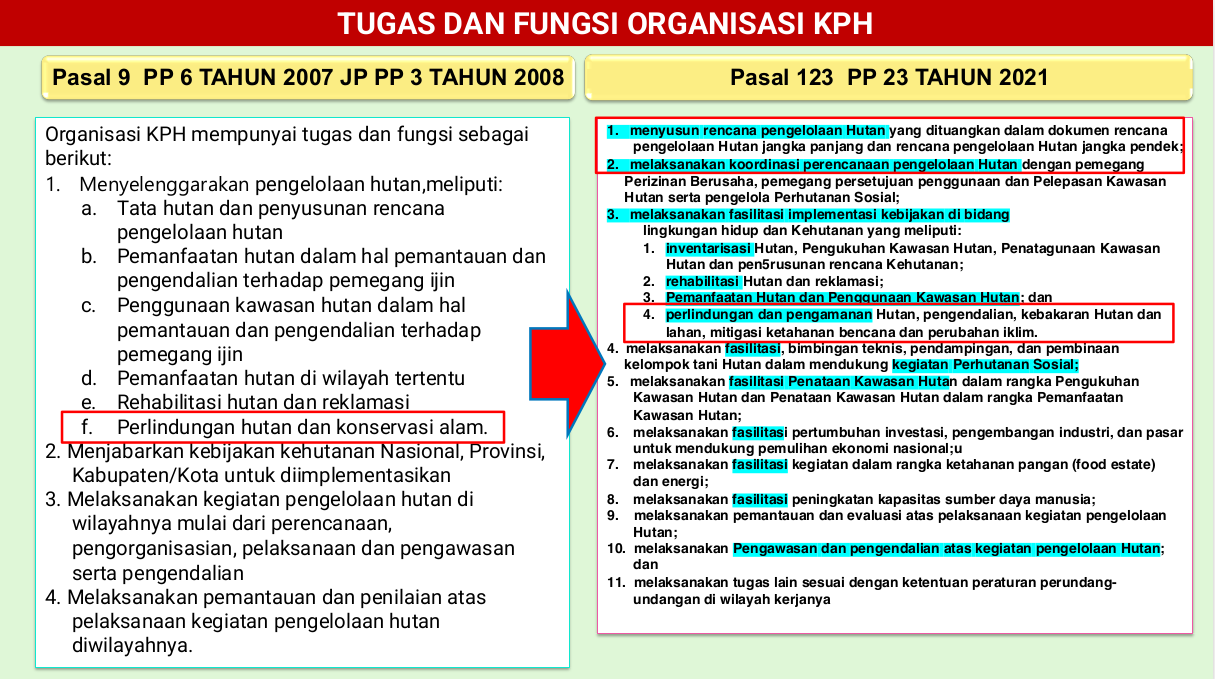 TUGAS DAN FUNGSI ORGANISASI KPH
Pasal 9 PP 6 TAHUN 2007 JP PP 3 TAHUN 2008
Organisasi KPH mempunyai tugas dan fungsi sebagai
berikut:
1. Menyelenggarakan pengelolaan hutan,meliputi:
a. Tata hutan dan penyusunan rencana
pengelolaan hutan
b. Pemanfaatan hutan dalam hal pemantauan dan
pengendalian terhadap pemegang ijin
c. Penggunaan kawasan hutan dalam hal
pemantauan dan pengendalian terhadap
pemegang ijin
d. Pemanfaatan hutan di wilayah tertentu
e. Rehabilitasi hutan dan reklamasi
f. Perlindungan hutan dan konservasi alam.
2. Menjabarkan kebijakan kehutanan Nasional, Provinsi,
Kabupaten/Kota untuk diimplementasikan
3. Melaksanakan kegiatan pengelolaan hutan di
wilayahnya mulai dari perencanaan,
pengorganisasian, pelaksanaan dan pengawasan
serta pengendalian
4. Melaksanakan pemantauan dan penilaian atas
pelaksanaan kegiatan pengelolaan hutan
diwilayahnya.
Pasal 123 PP 23 TAHUN 2021
1. menyusun rencana pengelolaan Hutan yang dituangkan dalam dokumen rencana
pengelolaan Hutan jangka panjang dan rencana pengelolaan Hutan jangka pendek;
2. melaksanakan koordinasi perencanaan pengelolaan Hutan dengan pemegang
Perizinan Berusaha, pemegang persetujuan penggunaan dan Pelepasan Kawasan
Hutan serta pengelola Perhutanan Sosial;
3. melaksanakan fasilitasi implementasi kebijakan di bidang
lingkungan hidup dan Kehutanan yang meliputi:
1. inventarisasi Hutan, Pengukuhan Kawasan Hutan, Penatagunaan Kawasan
Hutan dan pen5rusunan rencana Kehutanan;
2. rehabilitasi Hutan dan reklamasi;
3. Pemanfaatan Hutan dan Penggunaan Kawasan Hutan; dan
4. perlindungan dan pengamanan Hutan, pengendalian, kebakaran Hutan dan
lahan, mitigasi ketahanan bencana dan perubahan iklim.
4. melaksanakan fasilitasi, bimbingan teknis, pendampingan, dan pembinaan
kelompok tani Hutan dalam mendukung kegiatan Perhutanan Sosial;
5. melaksanakan fasilitasi Penataan Kawasan Hutan dalam rangka Pengukuhan
Kawasan Hutan dan Penataan Kawasan Hutan dalam rangka Pemanfaatan
Kawasan Hutan;
6. melaksanakan fasilitasi pertumbuhan investasi, pengembangan industri, dan pasar
untuk mendukung pemulihan ekonomi nasional;u
7. melaksanakan fasilitasi kegiatan dalam rangka ketahanan pangan (food estate)
dan energi;
8. melaksanakan fasilitasi peningkatan kapasitas sumber daya manusia;
9. melaksanakan pemantauan dan evaluasi atas pelaksanaan kegiatan pengelolaan
Hutan;
10. melaksanakan Pengawasan dan pengendalian atas kegiatan pengelolaan Hutan;
dan
11. melaksanakan tugas lain sesuai dengan ketentuan peraturan perundang-
undangan di wilayah kerjanya